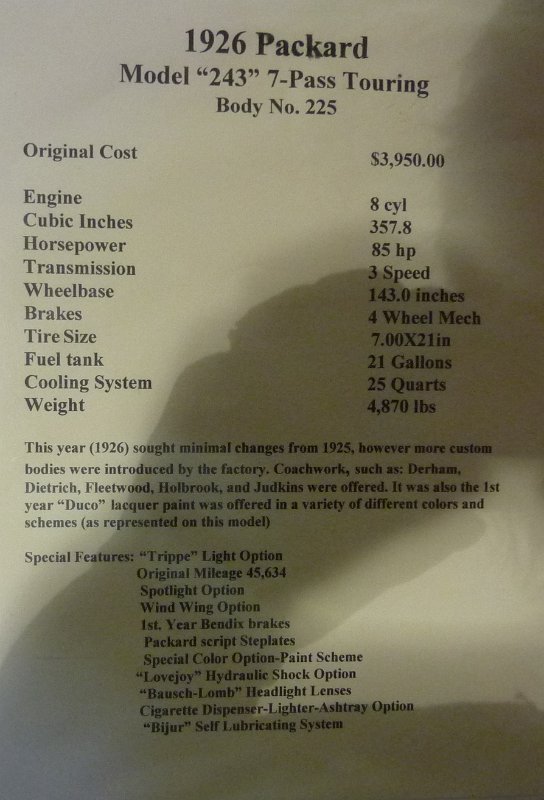 1926 Packard
Model “243” 7-Pass Touring
Body No. 225
Original Cost $3,950.00
Engine 8 cyl
Cubic Inches 357.8
Horsepower 85 hp
Transmission 3 Speed
Wheelbase 143.0 inches
Brakes 4 Wheel Mech
Tire Size 7.00X21in
Fuel tank 21 Gallons
Cooling System 25 Quarts
Weight 4,870 lbs
This year (1926) sought minimal changes from 1925, however more custom
bodies were introduced by the factory. Coachwork, such as: Derham,
Dietrich, Fleetwood, Holbrook, and Judkins were offered. It was also the 1st
year “Duco” lacquer paint was offered in a variety of different colors and
schemes (as represented on this model)
Special Features: “Trippe” Light Option
Original Mileage 45,634
Spotlight Option
Wind Wing Option
1st. Year Bendix brakes
Packard script Steplates
Special Color Option-Paint Scheme
“Lovejoy” Hydraulic Shock Option
“Bausch-Lomb” Headlight Lenses
Cigarette Dispenser-Lighter-Ashtray Option
“Bijur” Self Lubricating System